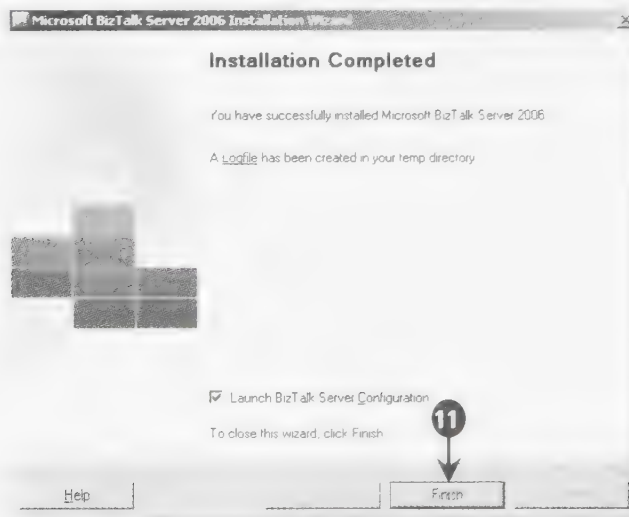 Microsoft BizTalk Server 2006 Installation Wizard
Installation Completed
You have successfully installed Microsoft BizTalk Server 2006
A Logfile has been created in your temp directory
Launch BizTalk Server Configuration
To close this wizard, click Finish
11
Help
Finish